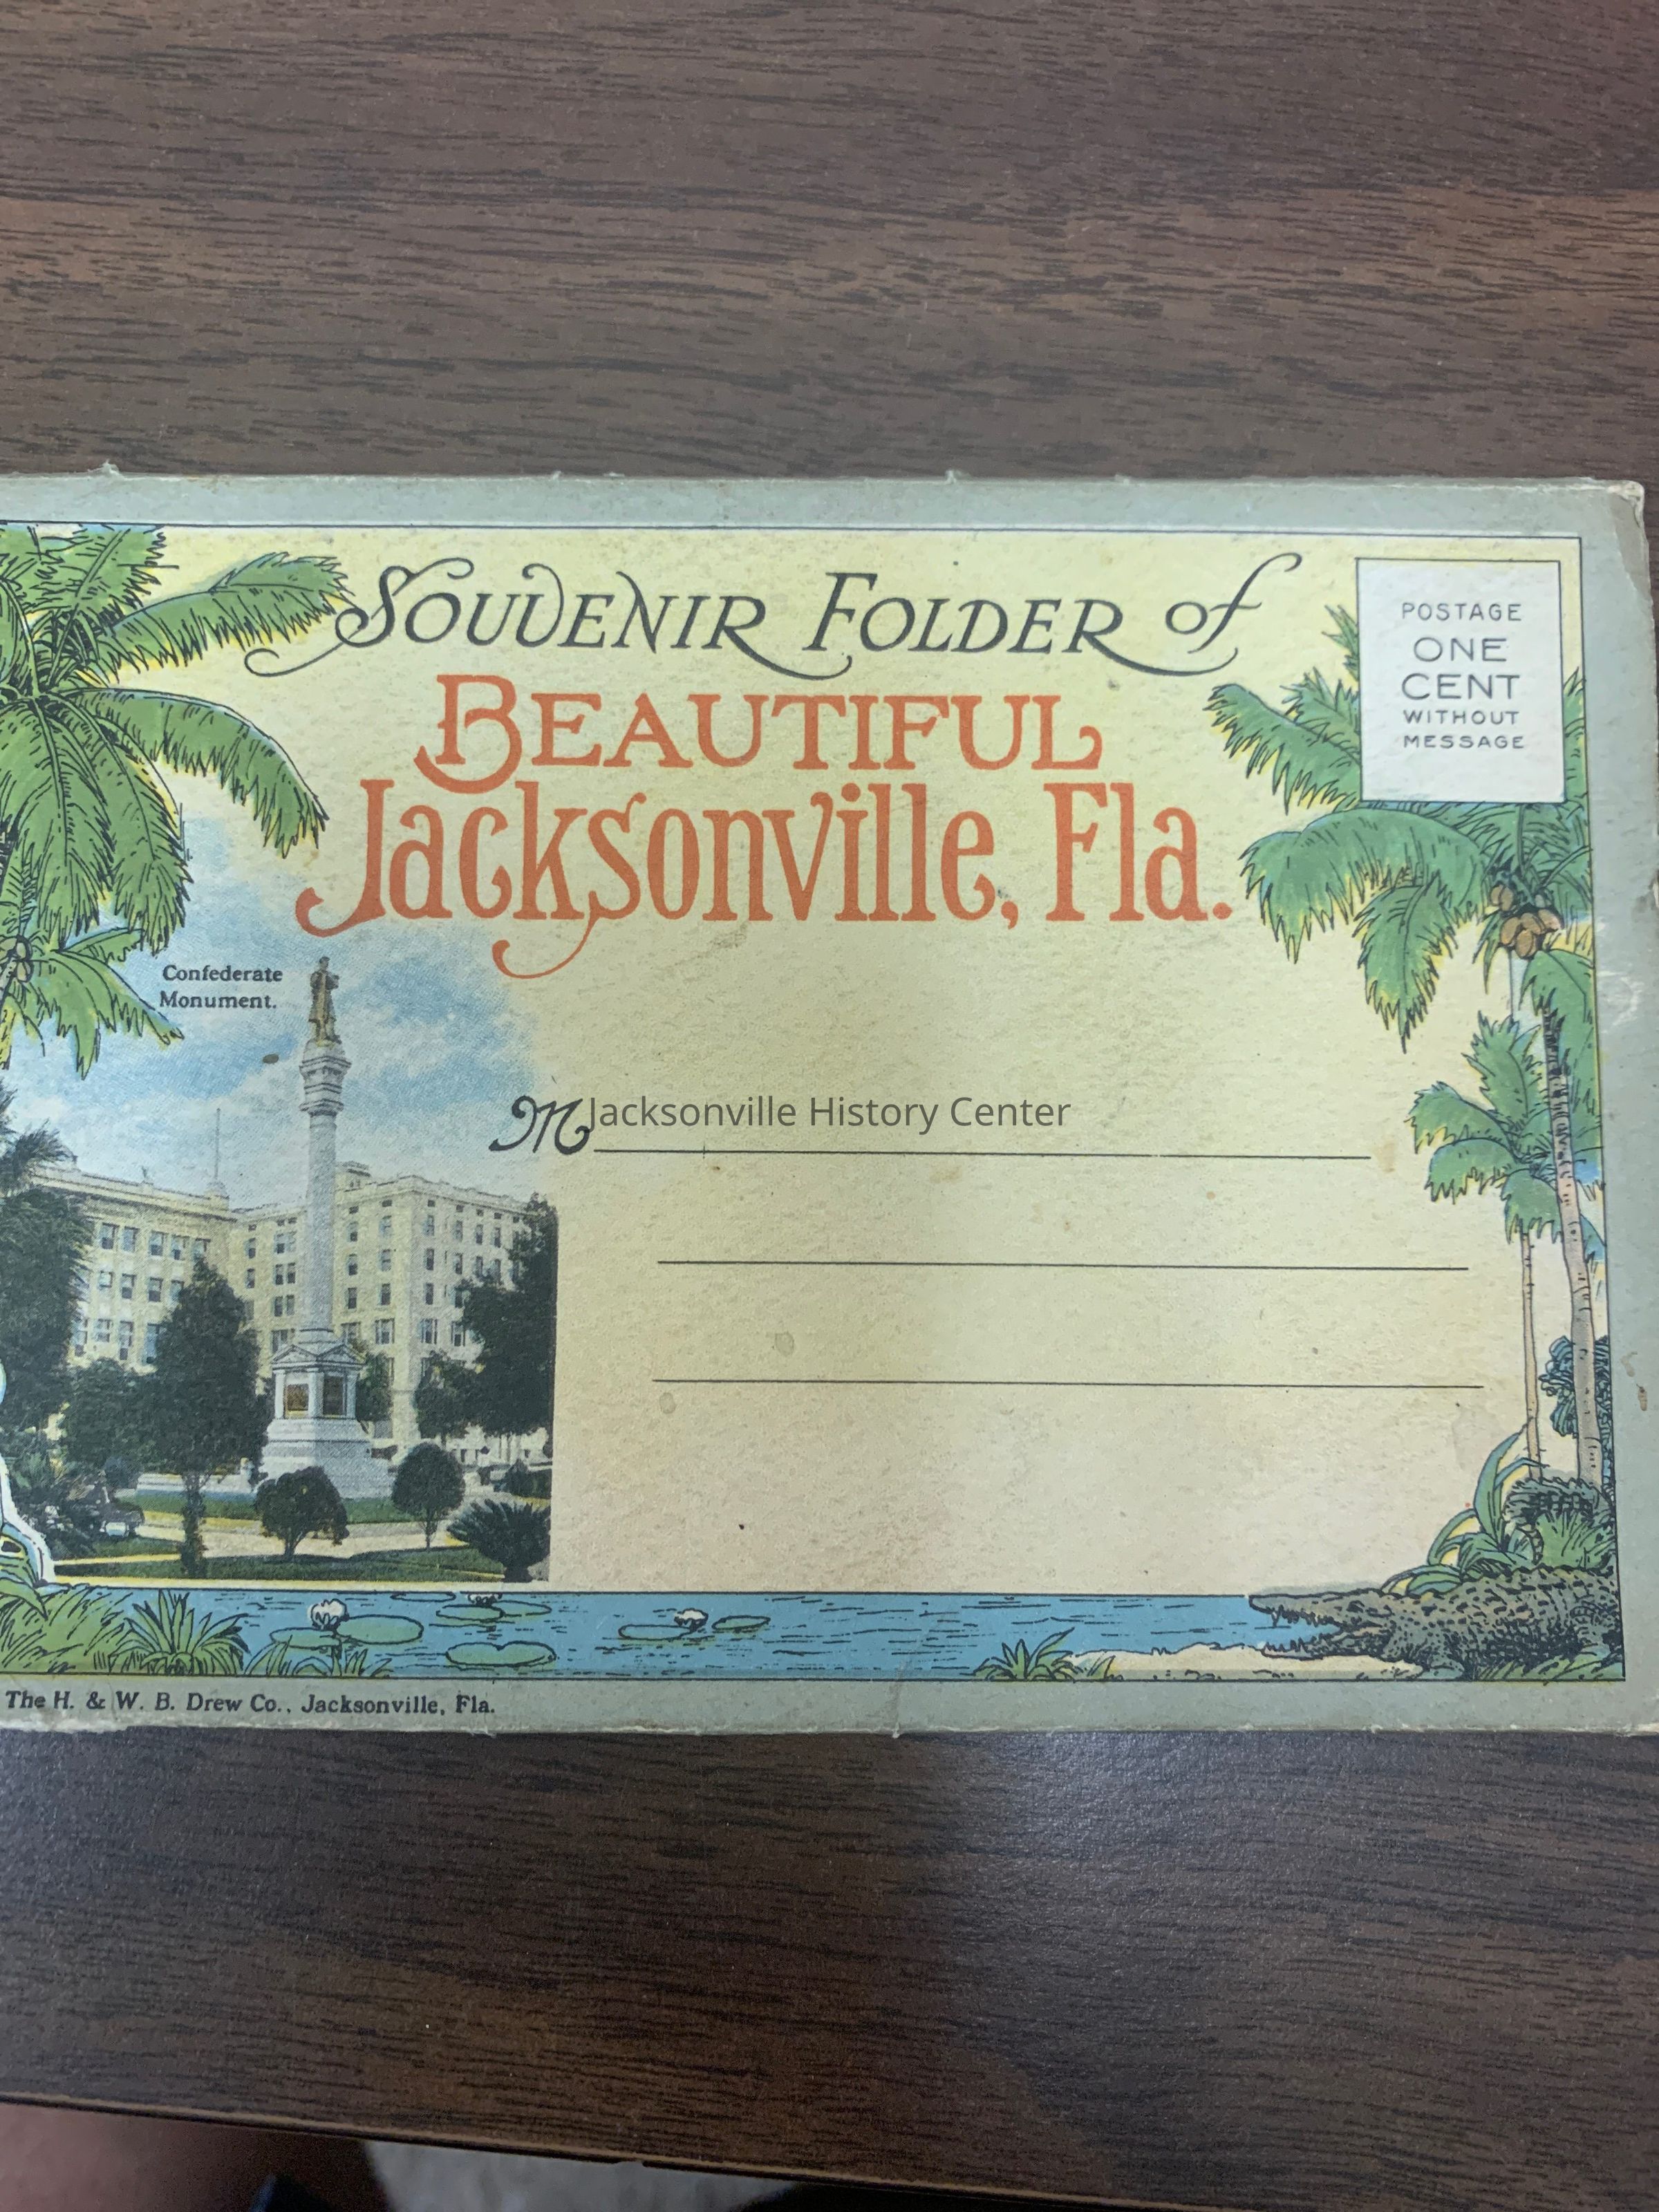 Souvenir Folder of
Beautiful
Jacksonville, Fla.
POSTAGE
ONE
CENT
WITHOUT
MESSAGE
Confederate
Monument.
M
Jacksonville History Center
The H. & W. B. Drew Co., Jacksonville, Fla.